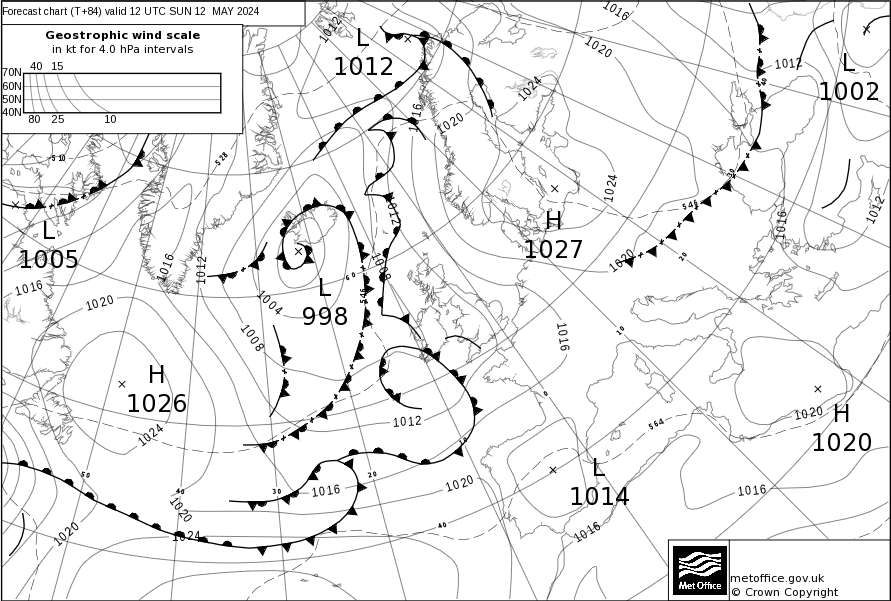 Forecast chart (T+84) valid 12 UTC SUN 12 MAY 2024
Geostrophic wind scale
in kt for 4.0 hPa intervals
40 15
70N
60N
50N
40N
80 25 10
L
1012
L
1002
L
1005
H
1027
L
998
H
1026
H
1020
L
1014
1012
1016
1020
1024
1012
1016
1020
510
528
1024
1012
1012
1016
546
1020
1016
1012
1008
1016
1020
1004
1008
546
1016
1024
1012
1020
564
1016
1020
1016
1020
1024
1020
1016
50
40
30
20
10
0
10
20
30
40
40
60
metoffice.gov.uk
© Crown Copyright
Met Office